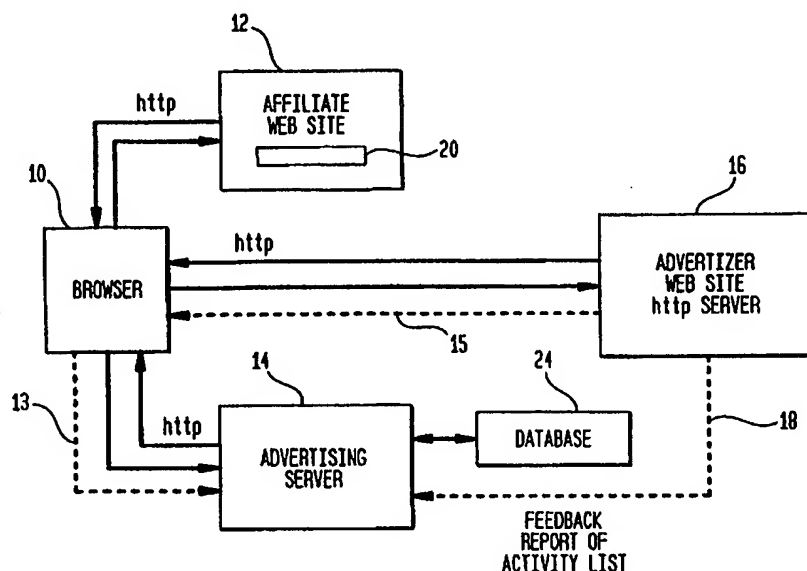 12
http
AFFILIATE
WEB SITE
20
10
16
http
BROWSER
ADVERTIZER
WEB SITE
http SERVER
15
14
24
13
http
18
ADVERTISING
SERVER
DATABASE
FEEDBACK
REPORT OF
ACTIVITY LIST